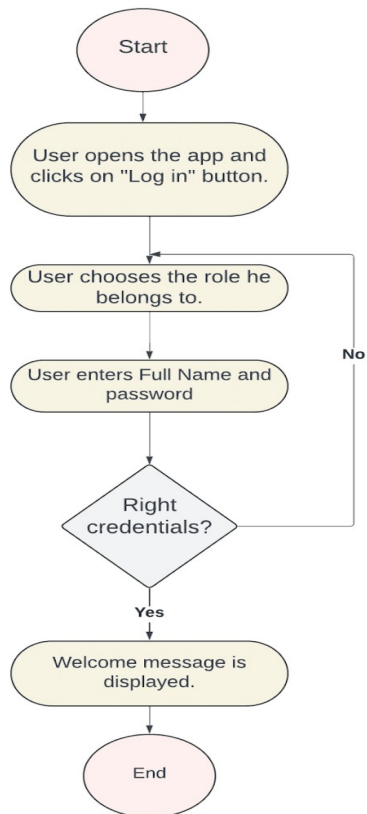 Start
User opens the app and
clicks on "Log in" button.
User chooses the role he
belongs to.
No
User enters Full Name and
password
Right
credentials?
Yes
Welcome message is
displayed.
End